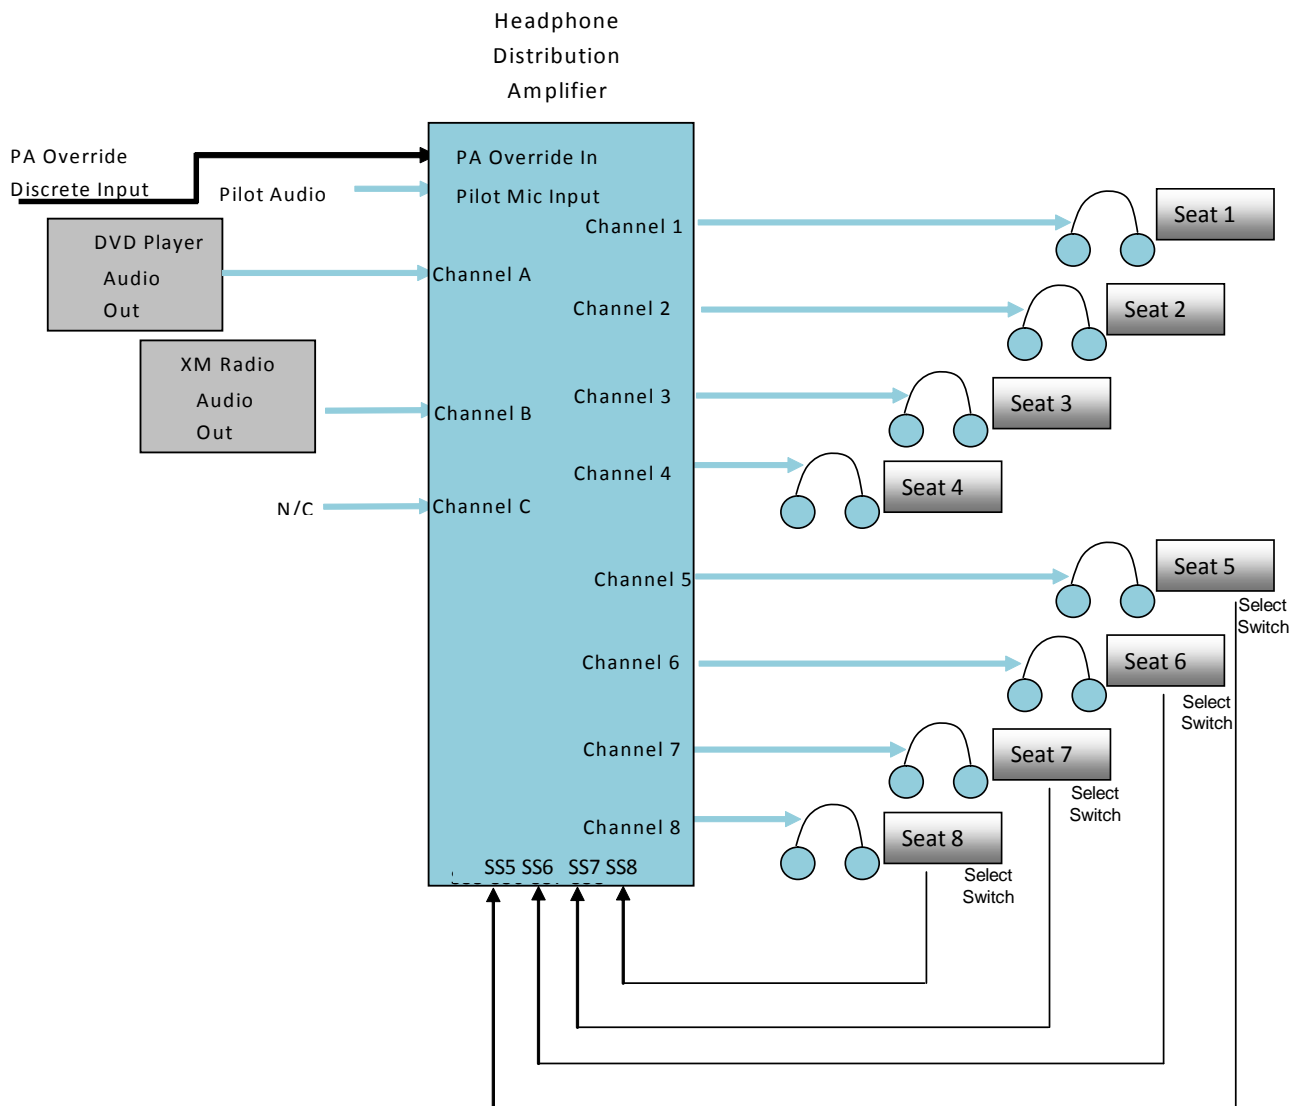 Headphone
Distribution
Amplifier
PA Override
Discrete Input
PA Override In
Pilot Audio
Pilot Mic Input
Channel 1
Seat 1
DVD Player
Audio
Out
Channel A
Channel 2
Seat 2
XM Radio
Audio
Out
Channel B
Channel 3
Seat 3
Channel 4
Seat 4
N/C
Channel C
Channel 5
Seat 5
Select
Switch
Channel 6
Seat 6
Select
Switch
Channel 7
Seat 7
Select
Switch
Channel 8
Seat 8
Select
Switch
SS5 SS6 SS7 SS8